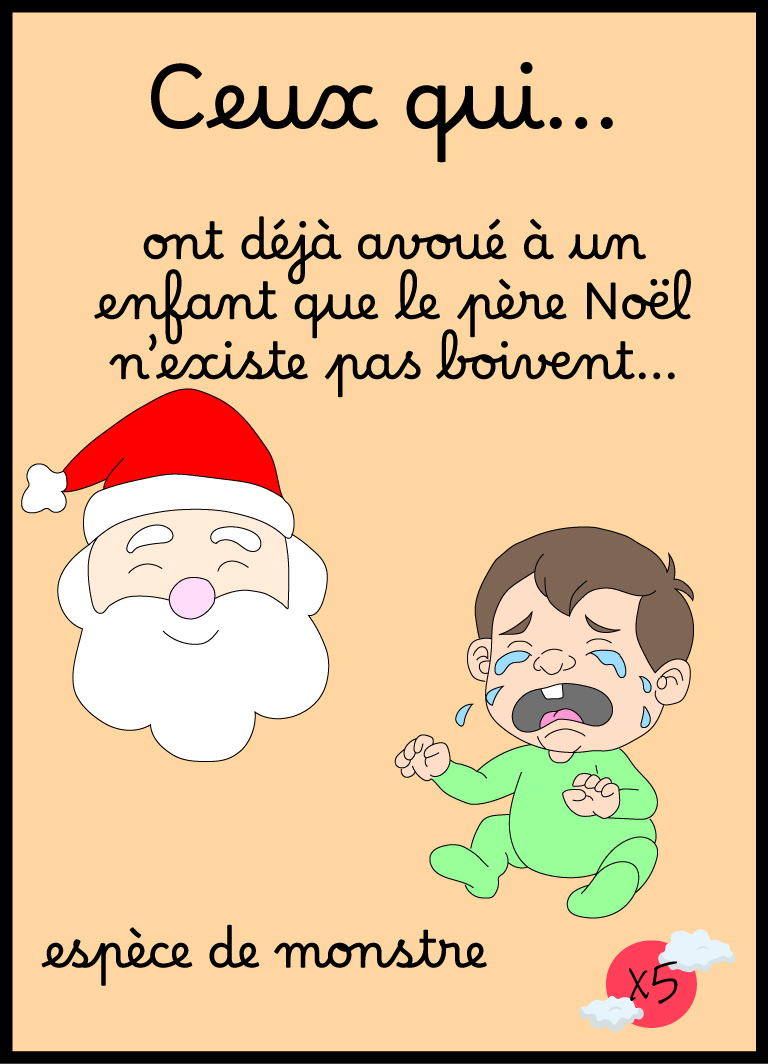 Ceux qui...
ont déjà avoué à un
enfant que le père Noël
n'existe pas boivent...
espèce de monstre
x5